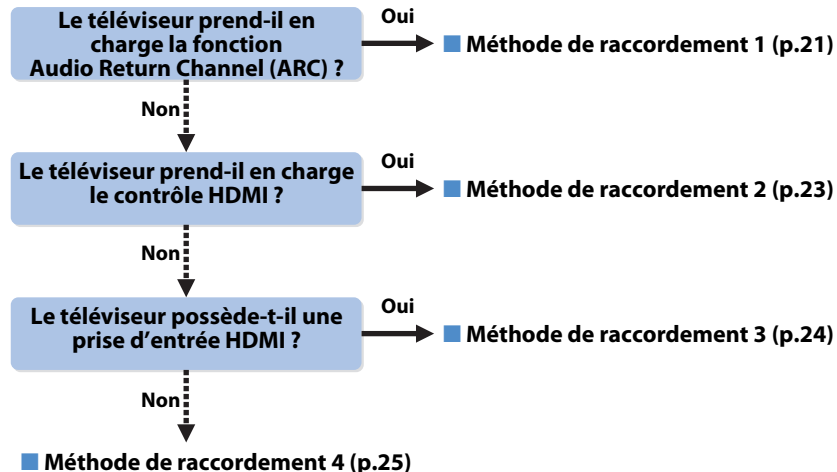 Le téléviseur prend-il en
charge la fonction
Audio Return Channel (ARC) ?
Oui
■ Méthode de raccordement 1 (p.21)
Non
Le téléviseur prend-il en charge
le contrôle HDMI ?
Oui
■ Méthode de raccordement 2 (p.23)
Non
Le téléviseur possède-t-il une
prise d’entrée HDMI ?
Oui
■ Méthode de raccordement 3 (p.24)
Non
■ Méthode de raccordement 4 (p.25)